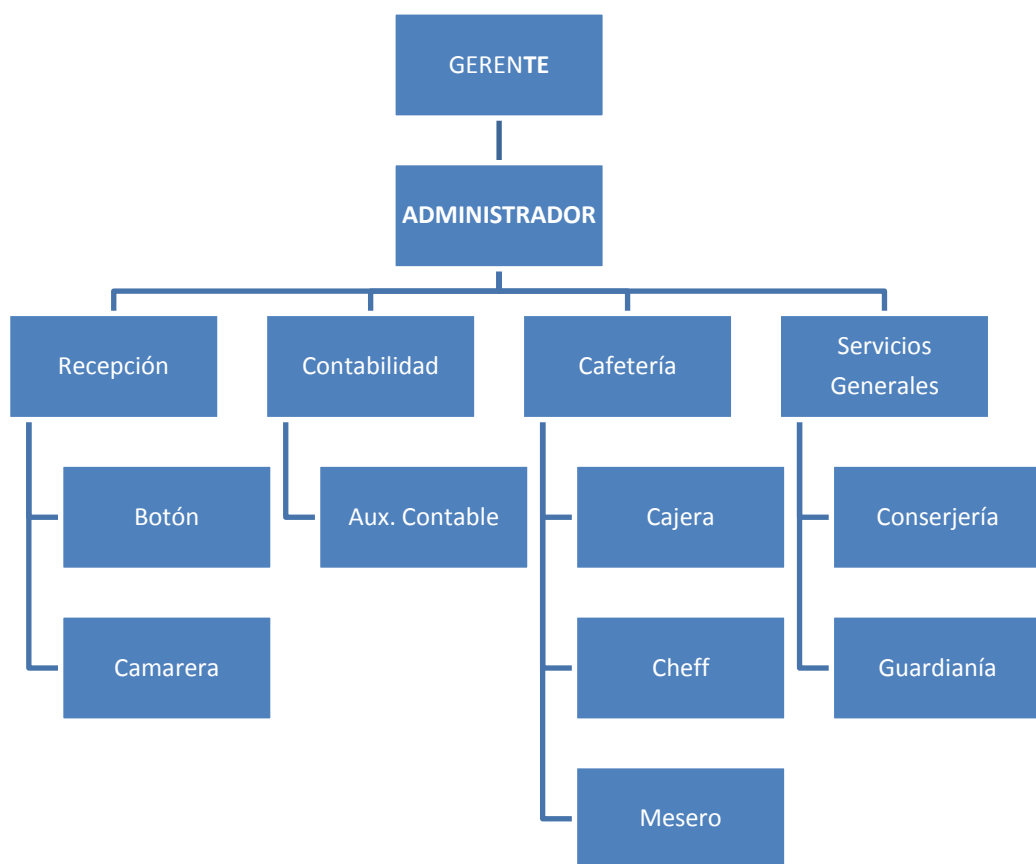 GERENTE
ADMINISTRADOR
Recepción
Contabilidad
Cafetería
Servicios
Generales
Botón
Aux. Contable
Cajera
Conserjería
Camarera
Cheff
Guardianía
Mesero